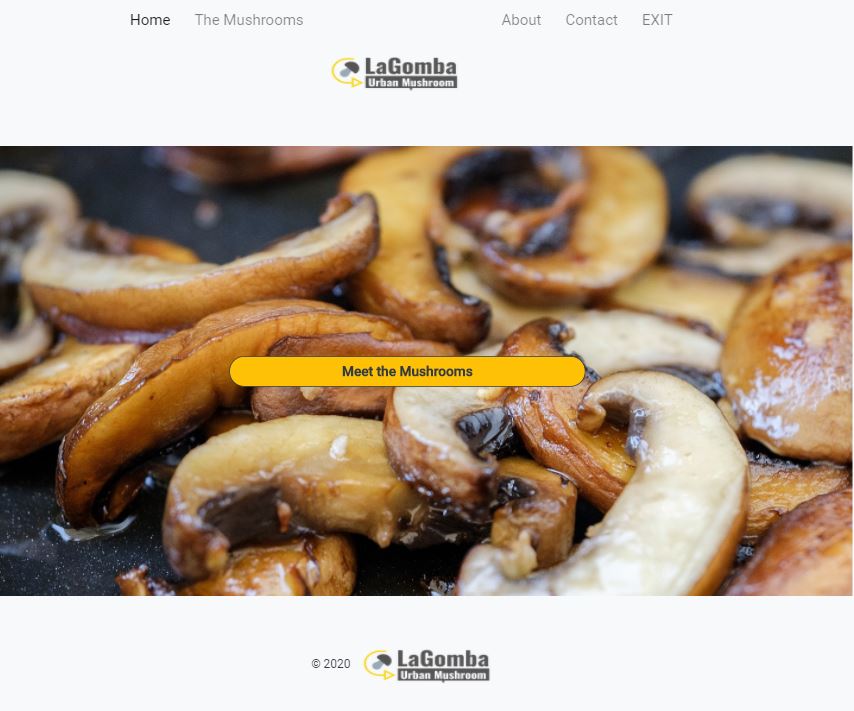 Home The Mushrooms About Contact EXIT
LaGomba
Urban Mushroom
Meet the Mushrooms
© 2020 LaGomba
Urban Mushroom